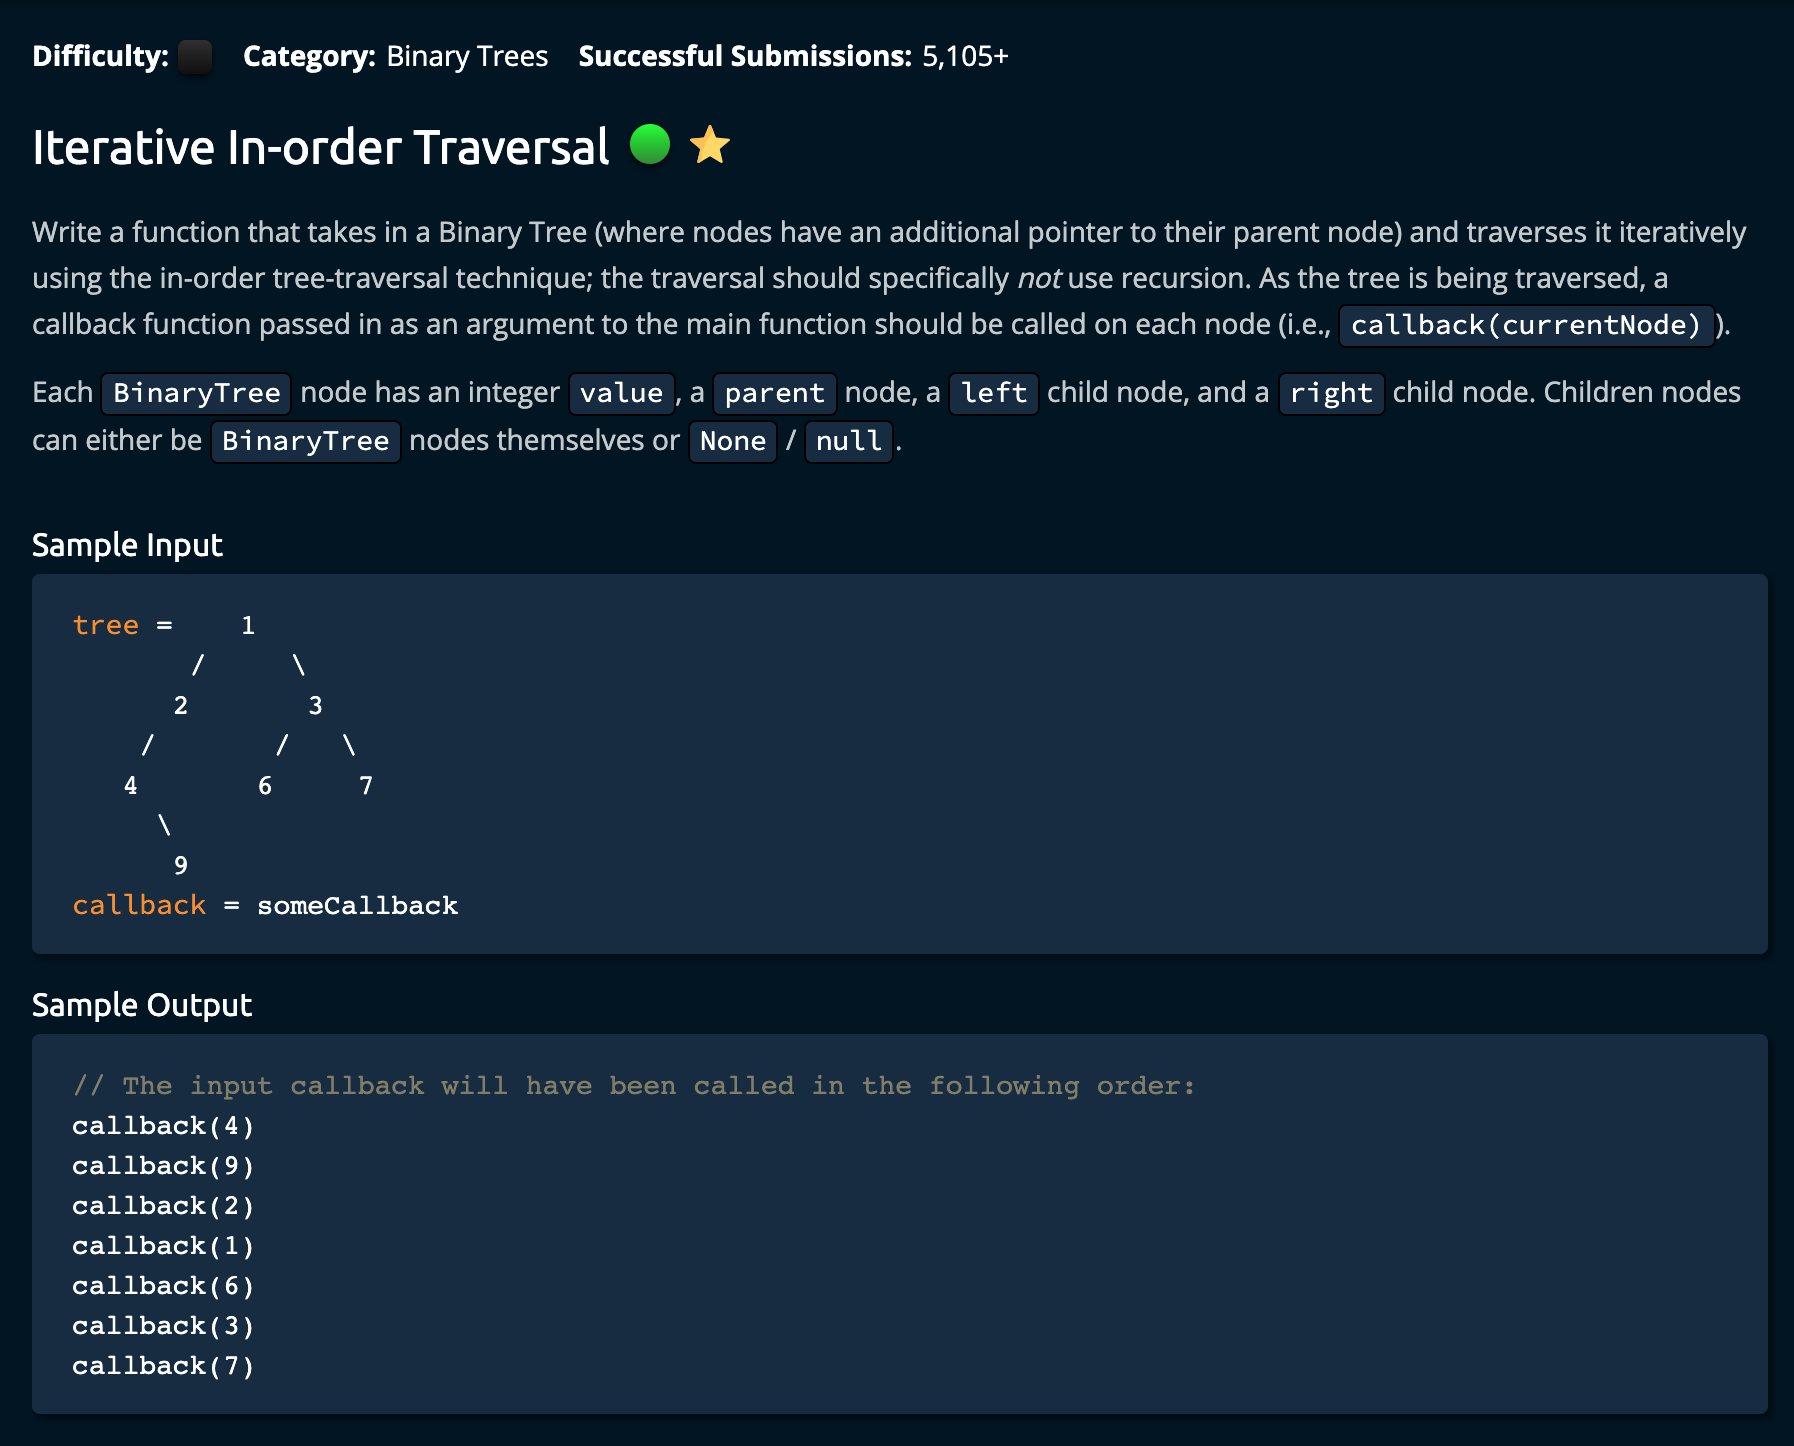 Difficulty: Category: Binary Trees Successful Submissions: 5,105+
Iterative In-order Traversal
Write a function that takes in a Binary Tree (where nodes have an additional pointer to their parent node) and traverses it iteratively
using the in-order tree-traversal technique; the traversal should specifically not use recursion. As the tree is being traversed, a
callback function passed in as an argument to the main function should be called on each node (i.e., callback(currentNode) ).
Each BinaryTree node has an integer value , a parent node, a left child node, and a right child node. Children nodes
can either be BinaryTree nodes themselves or None / null .
Sample Input
tree =    1
       /     \
      2       3
    /       /   \
   4       6     7
     \
      9
callback = someCallback
Sample Output
// The input callback will have been called in the following order:
callback(4)
callback(9)
callback(2)
callback(1)
callback(6)
callback(3)
callback(7)